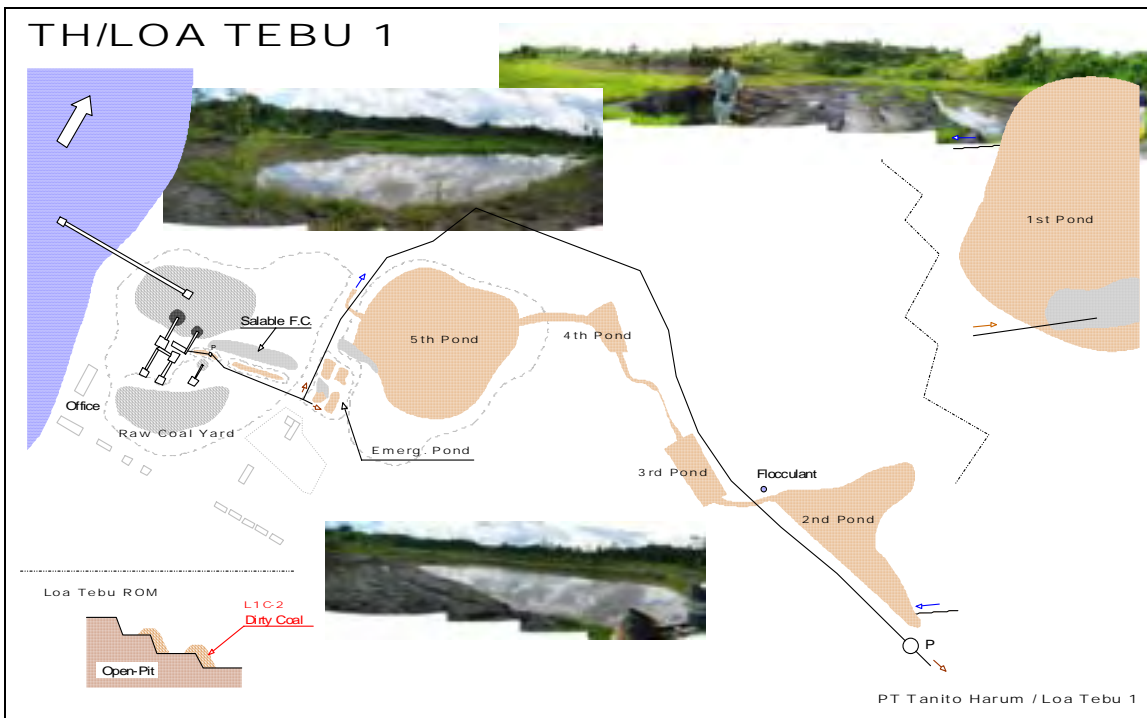 TH/LOA TEBU 1
1st Pond
Salable F.C.
5th Pond
4th Pond
P
Office
Raw Coal Yard
Emerg. Pond
3rd Pond
Flocculant
2nd Pond
Loa Tebu ROM
L1C-2
Dirty Coal
P
Open-Pit
PT Tanito Harum / Loa Tebu 1